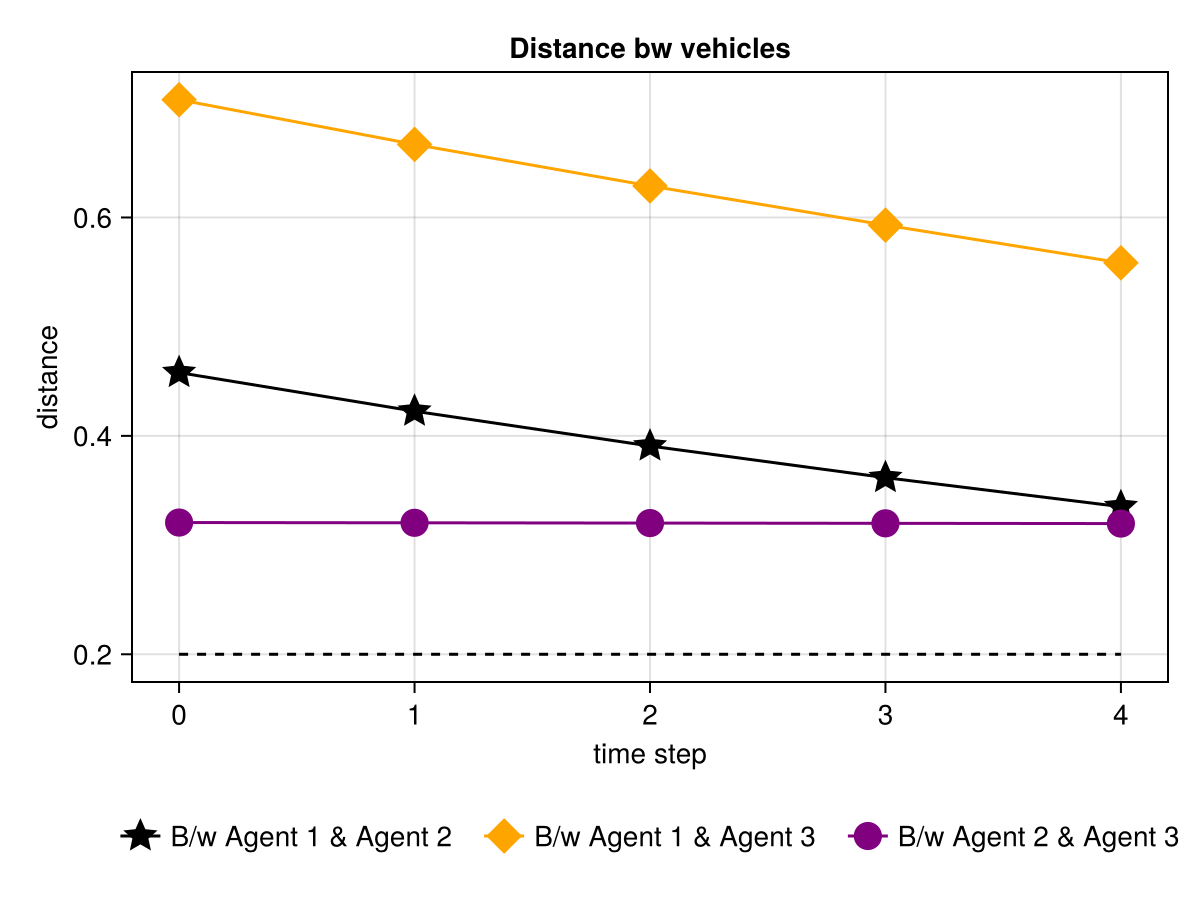 Distance bw vehicles
distance
0.6
0.4
0.2
0 1 2 3 4
time step
B/w Agent 1 & Agent 2 B/w Agent 1 & Agent 3 B/w Agent 2 & Agent 3